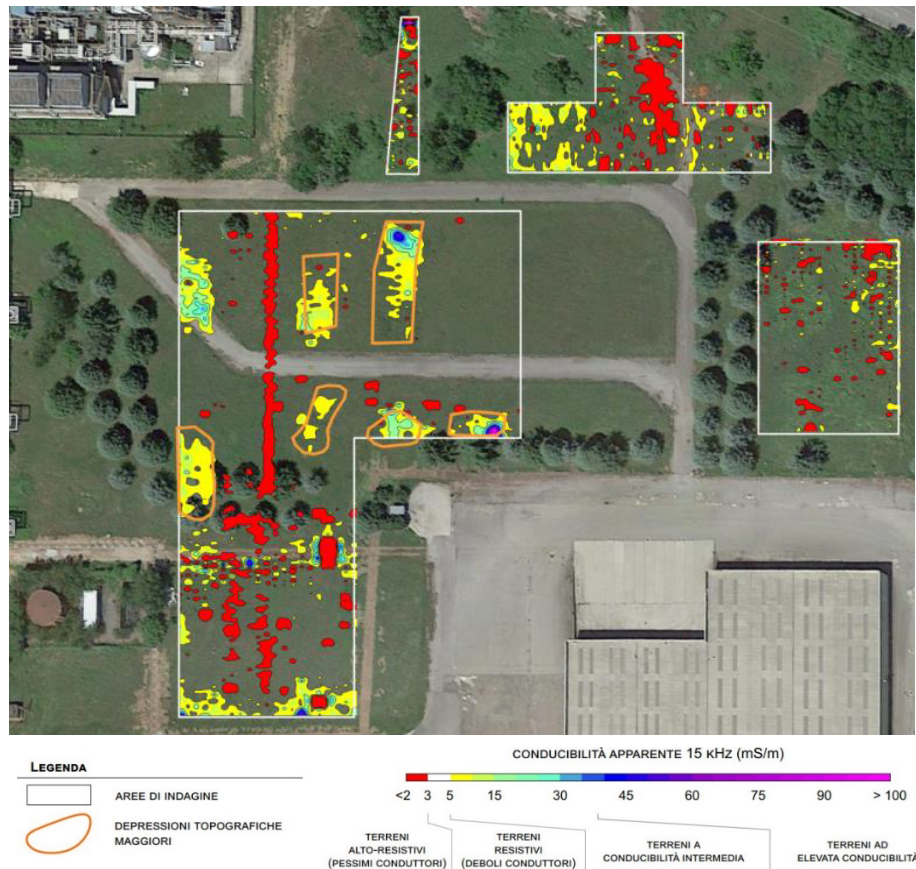 CONDUCIBILITÀ APPARENTE 15 KHZ (mS/m)
<2 3 5 15 30 45 60 75 90 > 100
LEGENDA
AREE DI INDAGINE
DEPRESSIONI TOPOGRAFICHE
MAGGIORI
TERRENI
ALTO-RESISTIVI
(PESSIMI CONDUTTORI)
TERRENI
RESISTIVI
(DEBOLI CONDUTTORI)
TERRENI A
CONDUCIBILITÀ INTERMEDIA
TERRENI AD
ELEVATA CONDUCIBILITÀ